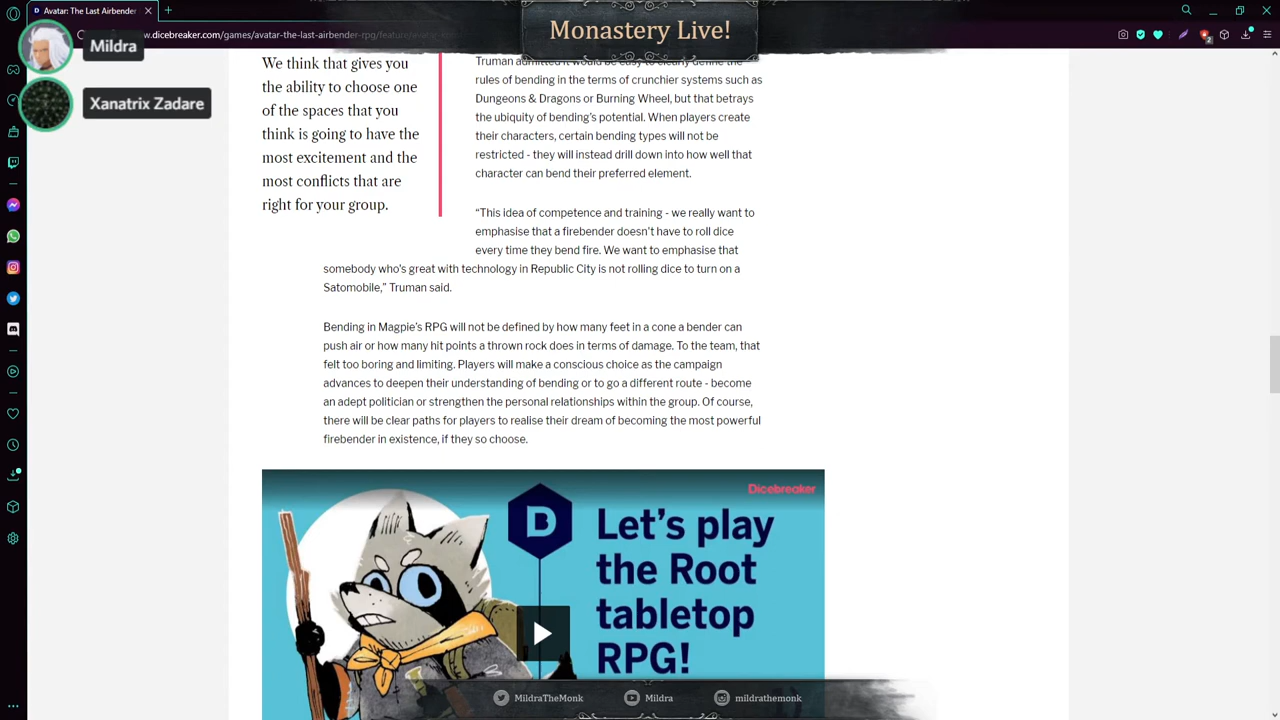 Avatar: The Last Airbender
Monastery Live!
Mildra
w.dicebreaker.com/games/avatar-the-last-airbender-rpg/feature/
Xanatrix Zadare
We think that gives you
the ability to choose one
of the spaces that you
think is going to have the
most excitement and the
most conflicts that are
right for your group.
Truman admitted it would be easy to clearly define the
rules of bending in the terms of crunchier systems such as
Dungeons & Dragons or Burning Wheel, but that betrays
the ubiquity of bending's potential. When players create
their characters, certain bending types will not be
restricted - they will instead drill down into how well that
character can bend their preferred element.
“This idea of competence and training - we really want to
emphasise that a firebender doesn't have to roll dice
every time they bend fire. We want to emphasise that
somebody who's great with technology in Republic City is not rolling dice to turn on a
Satomobile,” Truman said.
Bending in Magpie's RPG will not be defined by how many feet in a cone a bender can
push air or how many hit points a thrown rock does in terms of damage. To the team, that
felt too boring and limiting. Players will make a conscious choice as the campaign
advances to deepen their understanding of bending or to go a different route - become
an adept politician or strengthen the personal relationships within the group. Of course,
there will be clear paths for players to realise their dream of becoming the most powerful
firebender in existence, if they so choose.
Dicebreaker
B
Let's play
the Root
tabletop
RPG!
MildraTheMonk
Mildra
mildrathemonk